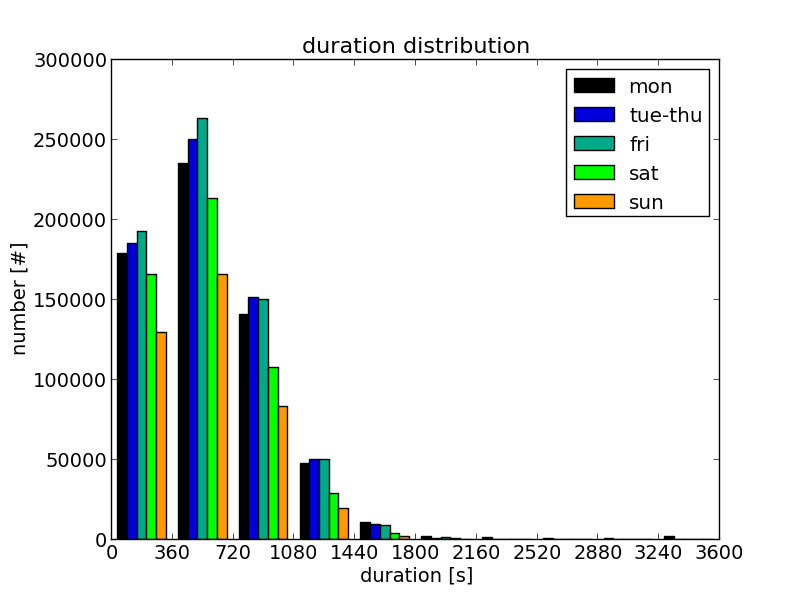 duration distribution
300000
250000
200000
150000
100000
50000
0
number [#]
mon
tue-thu
fri
sat
sun
0 360 720 1080 1440 1800 2160 2520 2880 3240 3600
duration [s]